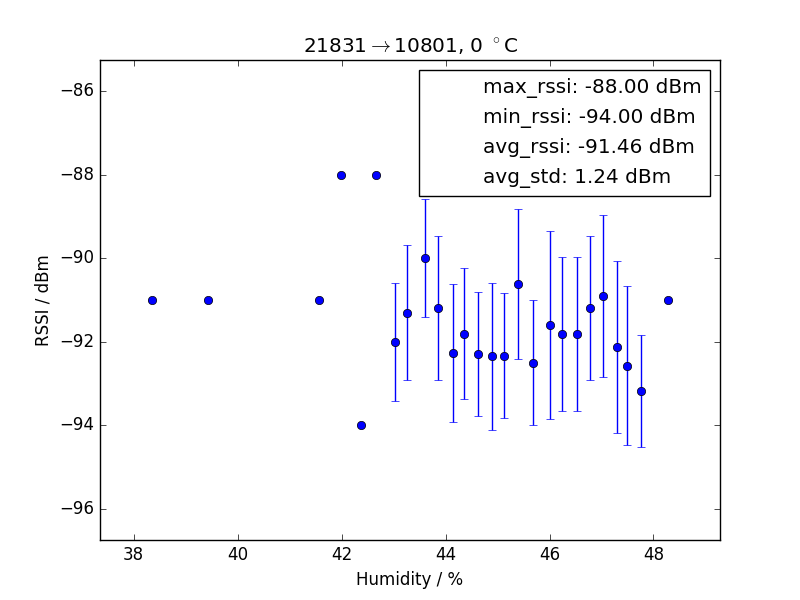 21831→10801, 0 °C
max_rssi: -88.00 dBm
min_rssi: -94.00 dBm
avg_rssi: -91.46 dBm
avg_std: 1.24 dBm
RSSI / dBm
−86
−88
−90
−92
−94
−96
38 40 42 44 46 48
Humidity / %